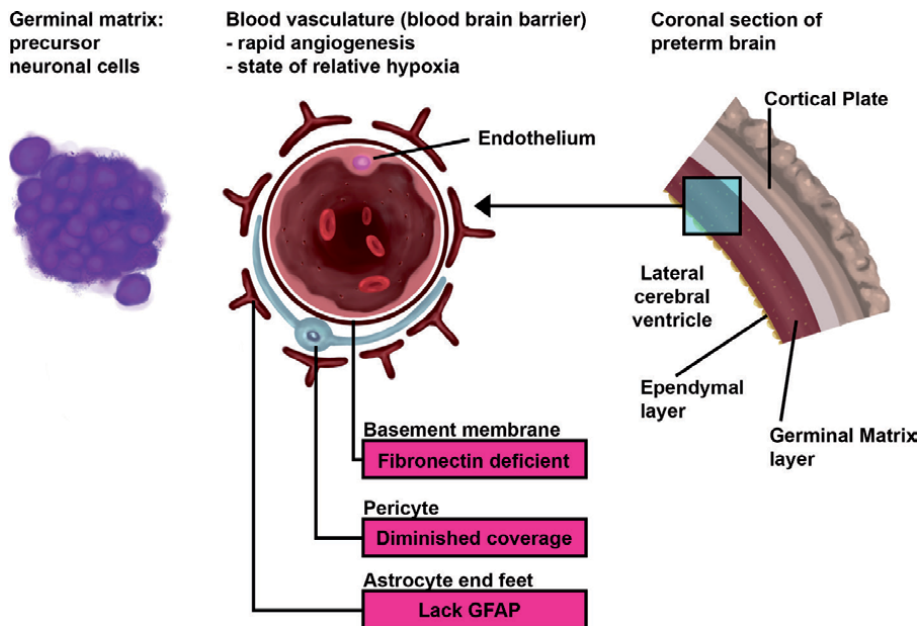 Germinal matrix:
precursor
neuronal cells
Blood vasculature (blood brain barrier)
- rapid angiogenesis
- state of relative hypoxia
Coronal section of
preterm brain
Endothelium
Cortical Plate
Lateral
cerebral
ventricle
Ependymal
layer
Germinal Matrix
layer
Basement membrane
Fibronectin deficient
Pericyte
Diminished coverage
Astrocyte end feet
Lack GFAP